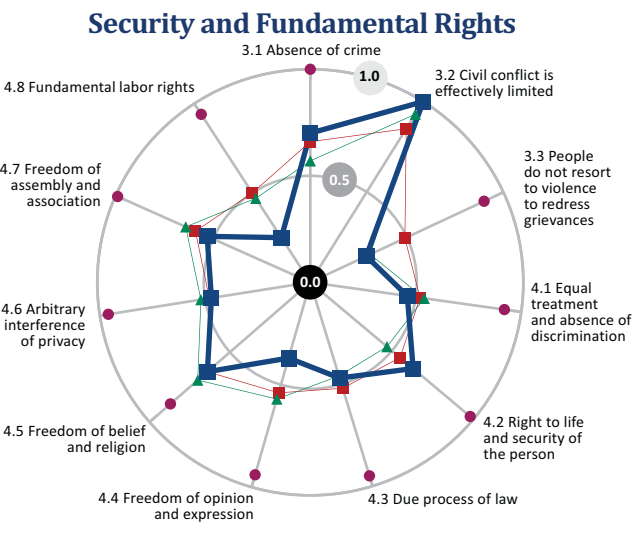 Security and Fundamental Rights
3.1 Absence of crime
1.0
3.2 Civil conflict is
effectively limited
4.8 Fundamental labor rights
3.3 People
do not resort
to violence
to redress
grievances
4.7 Freedom of
assembly and
association
0.5
0.0
4.1 Equal
treatment
and absence of
discrimination
4.6 Arbitrary
interference
of privacy
4.2 Right to life
and security of
the person
4.5 Freedom of belief
and religion
4.4 Freedom of opinion
and expression
4.3 Due process of law